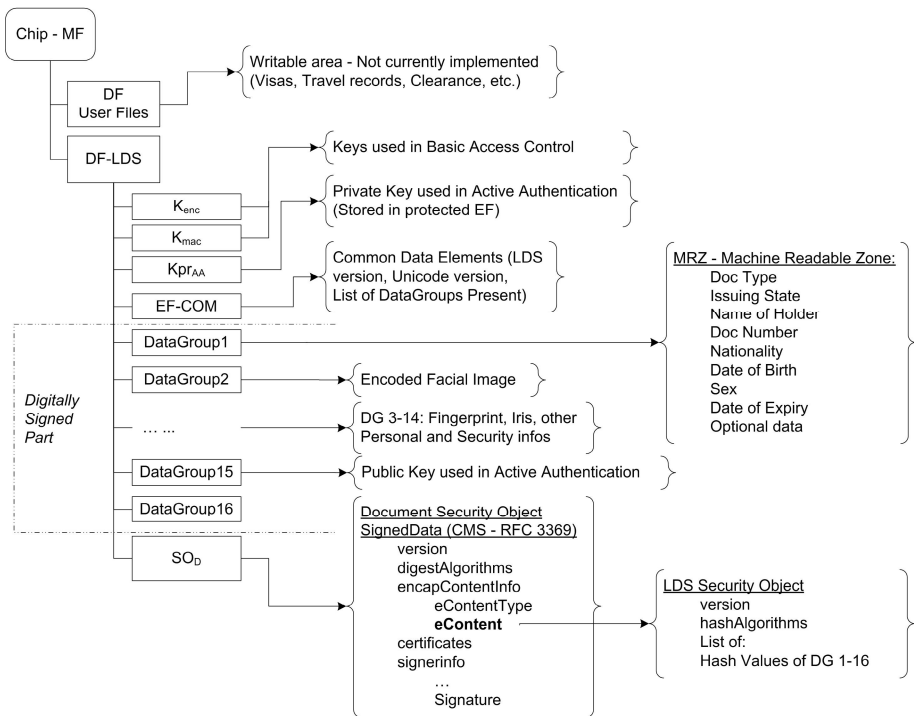 Chip - MF
DF
User Files
Writable area - Not currently implemented
(Visas, Travel records, Clearance, etc.)
DF-LDS
Keys used in Basic Access Control
Kenc
Private Key used in Active Authentication
(Stored in protected EF)
Kmac
KprAA
EF-COM
Common Data Elements (LDS
version, Unicode version,
List of DataGroups Present)
MRZ - Machine Readable Zone:
Doc Type
Issuing State
Name of Holder
Doc Number
Nationality
Date of Birth
Sex
Date of Expiry
Optional data
Digitally
Signed
Part
DataGroup1
DataGroup2
Encoded Facial Image
... ...
DG 3-14: Fingerprint, Iris, other
Personal and Security infos
DataGroup15
Public Key used in Active Authentication
DataGroup16
SOD
Document Security Object
SignedData (CMS - RFC 3369)
version
digestAlgorithms
encapContentInfo
eContentType
eContent
certificates
signerinfo
...
Signature
LDS Security Object
version
hashAlgorithms
List of:
Hash Values of DG 1-16